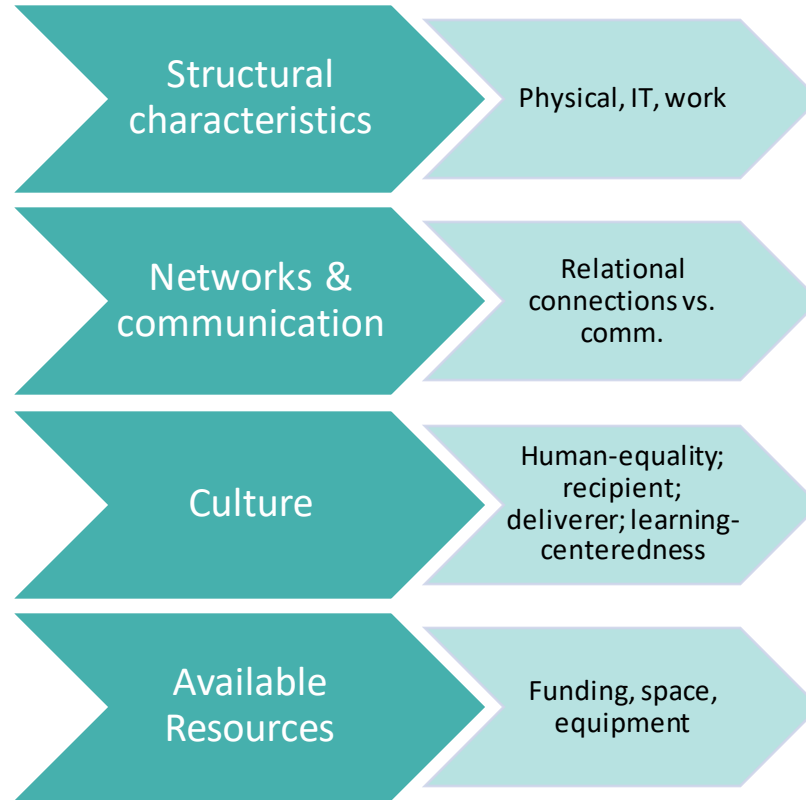 Structural
characteristics
Physical, IT, work
Networks &
communication
Relational
connections vs.
comm.
Culture
Human-equality;
recipient;
deliverer; learning-
centeredness
Available
Resources
Funding, space,
equipment